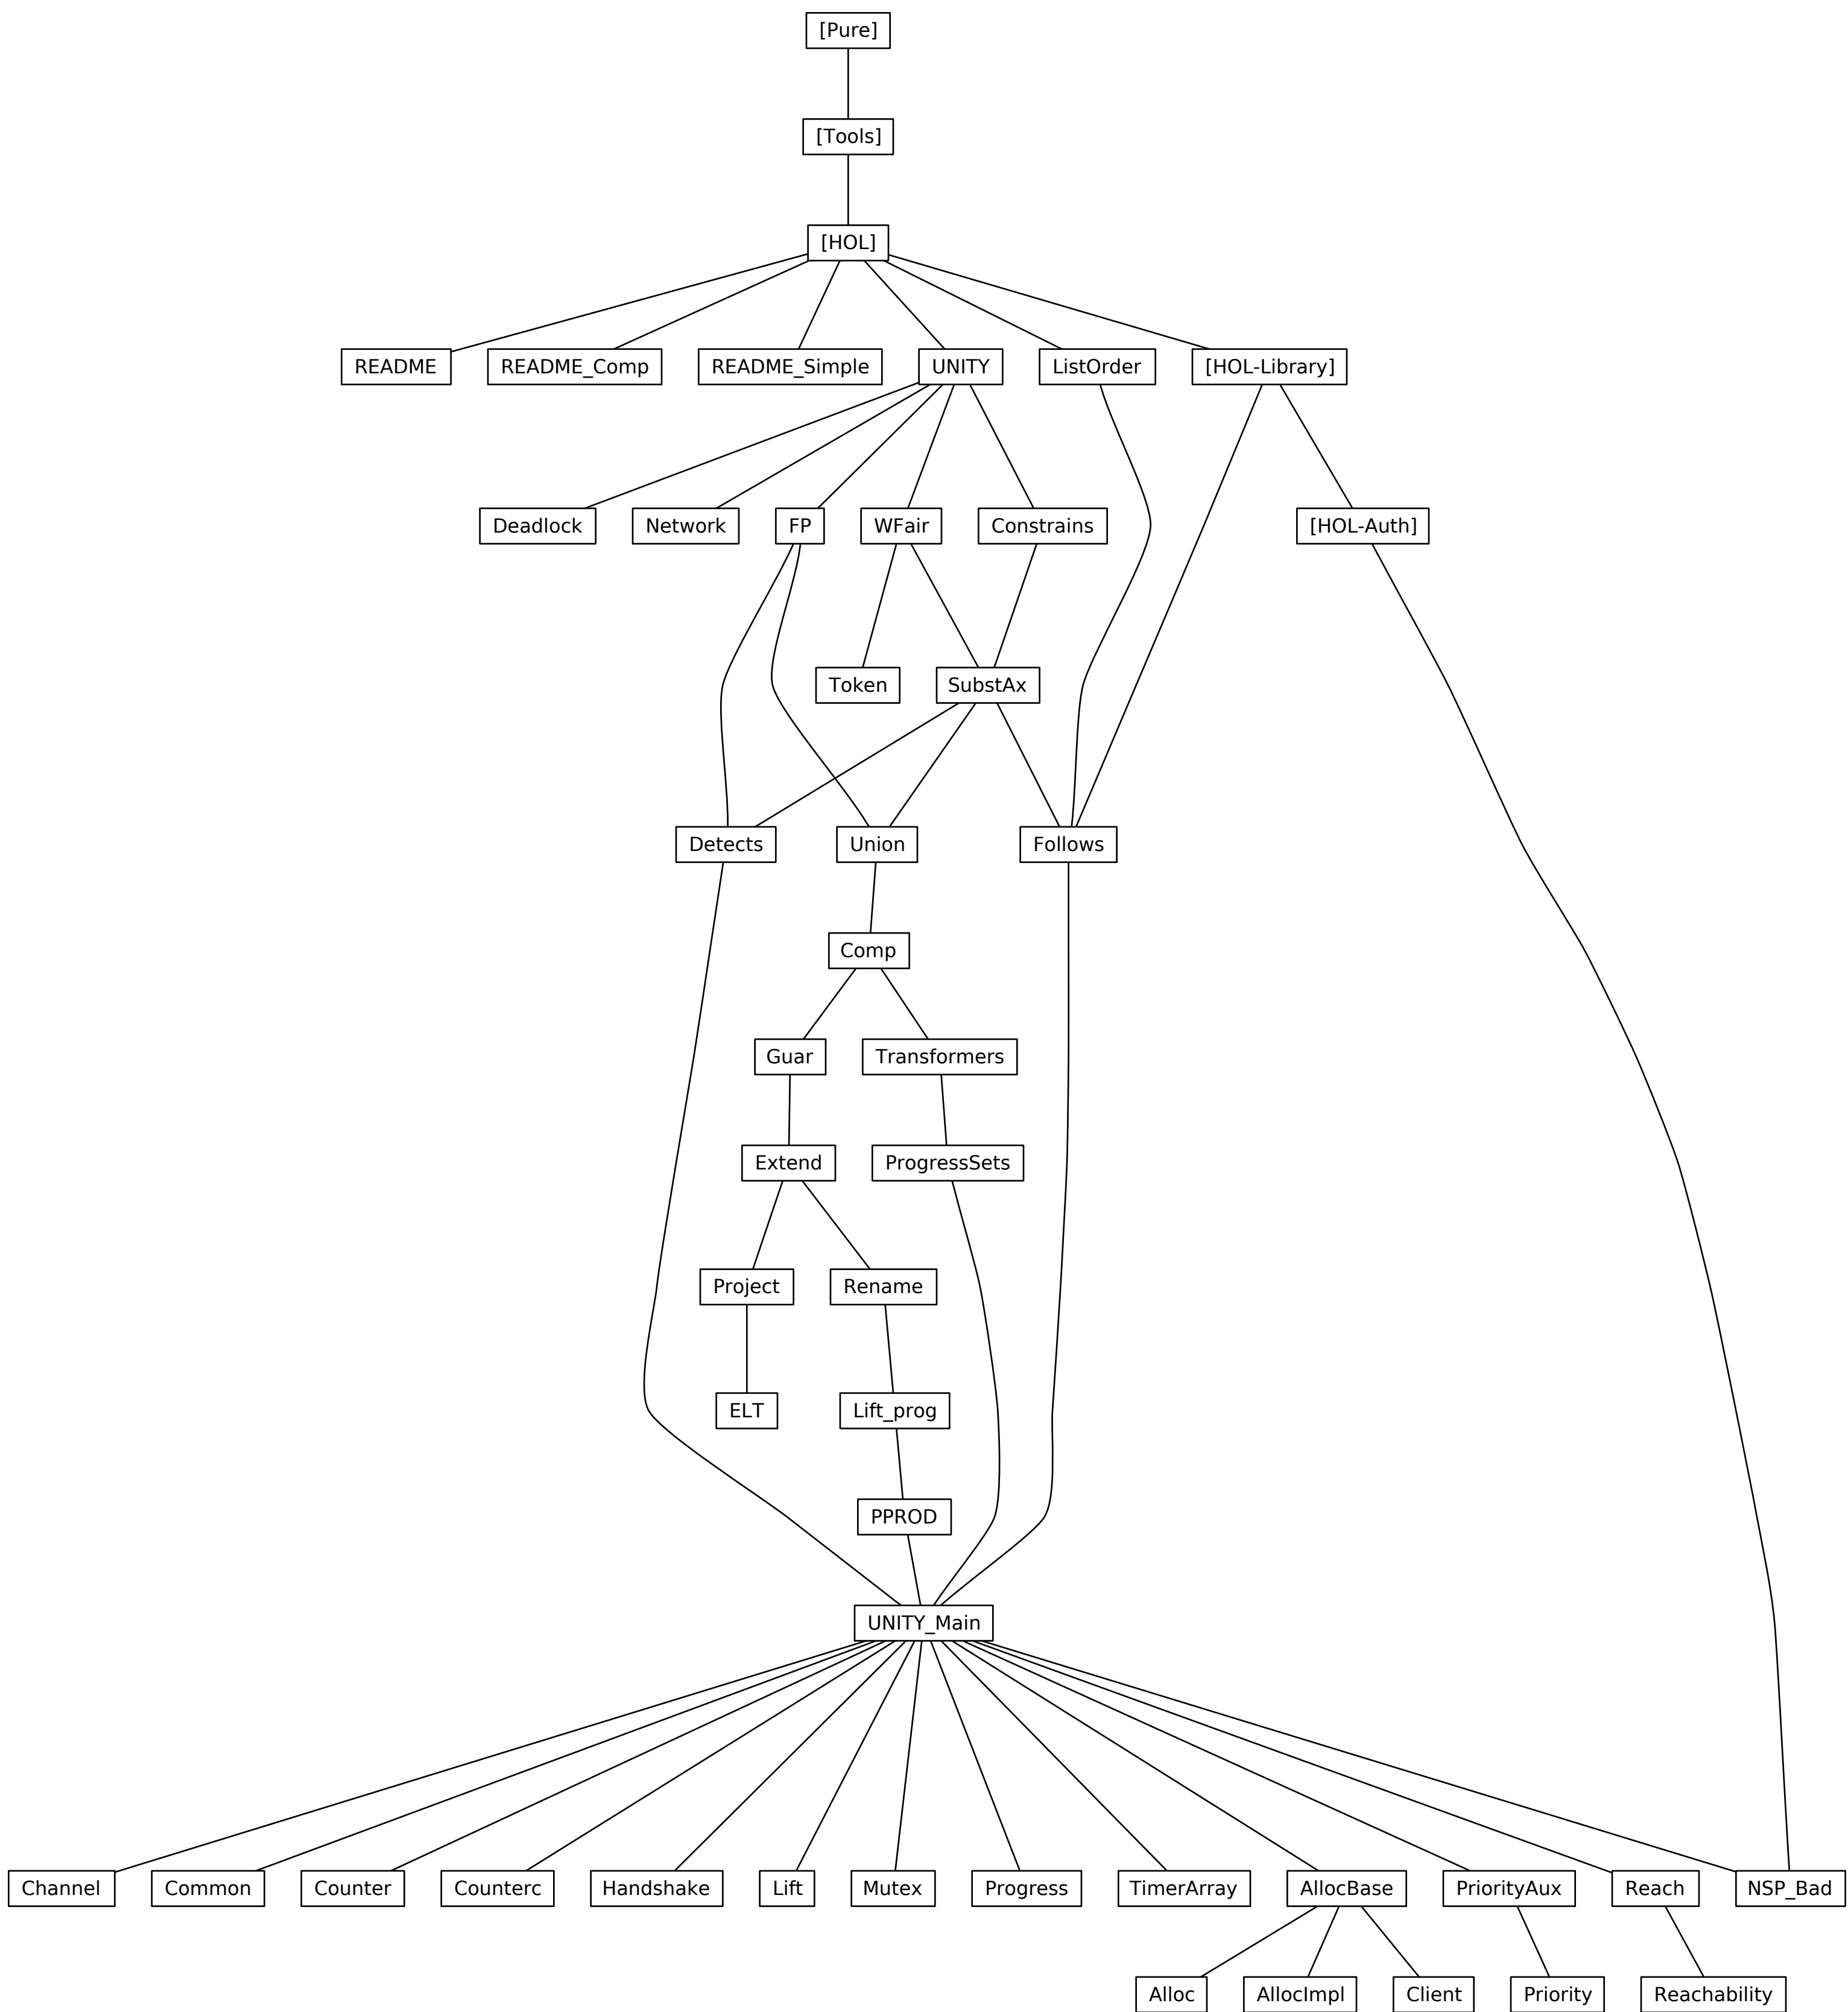 [Pure]
[Tools]
[HOL]
README
README_Comp
README_Simple
UNITY
ListOrder
[HOL-Library]
Deadlock
Network
FP
WFair
Constrains
[HOL-Auth]
Token
SubstAx
Detects
Union
Follows
Comp
Guar
Transformers
Extend
ProgressSets
Project
Rename
ELT
Lift_prog
PPROD
UNITY_Main
Channel
Common
Counter
Counterc
Handshake
Lift
Mutex
Progress
TimerArray
AllocBase
PriorityAux
Reach
NSP_Bad
Alloc
AllocImpl
Client
Priority
Reachability